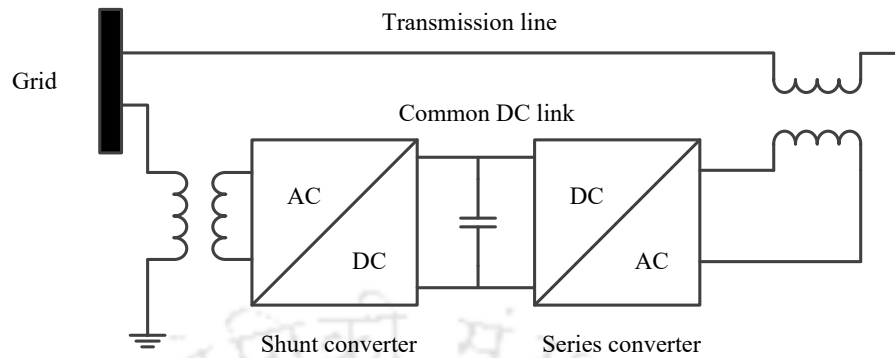 Transmission line
Grid
Common DC link
AC
DC
DC
AC
Shunt converter
Series converter